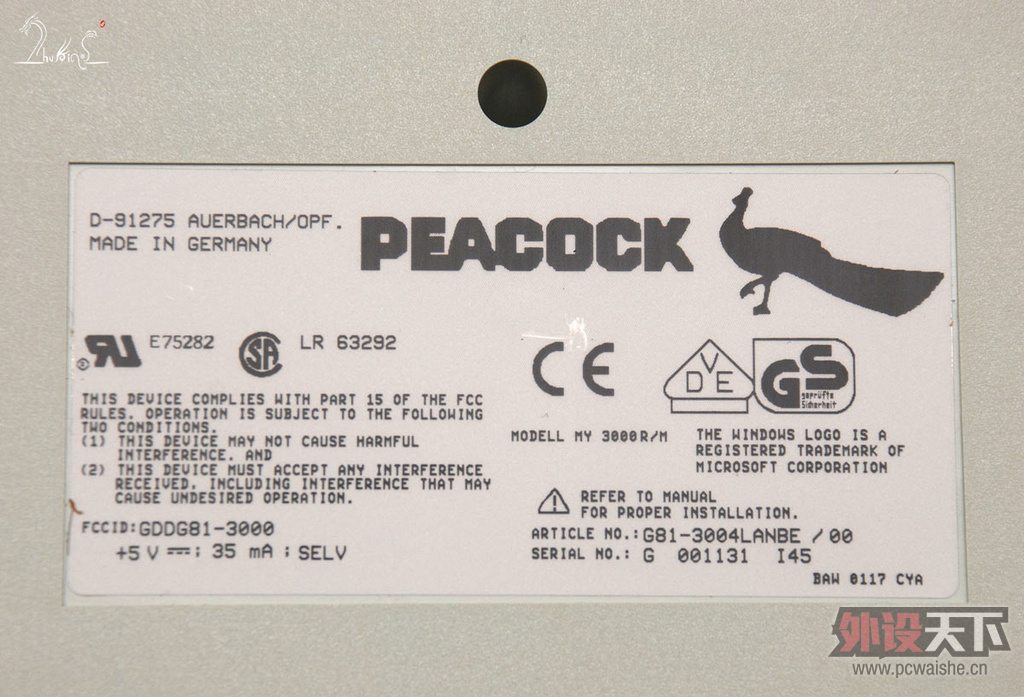 D-91275 AUERBACH/OPF.
MADE IN GERMANY
PEACOCK
E75282
SA
LR 63292
CE
VDE
GS
geprüfte
Sicherheit
THIS DEVICE COMPLIES WITH PART 15 OF THE FCC
RULES. OPERATION IS SUBJECT TO THE FOLLOWING
TWO CONDITIONS.
(1) THIS DEVICE MAY NOT CAUSE HARMFUL
INTERFERENCE. AND
(2) THIS DEVICE MUST ACCEPT ANY INTERFERENCE
RECEIVED, INCLUDING INTERFERENCE THAT MAY
CAUSE UNDESIRED OPERATION.
FCCID:GDDG81-3000
+5 V ⎓; 35 mA ; SELV
MODELL MY 3000R/M
THE WINDOWS LOGO IS A
REGISTERED TRADEMARK OF
MICROSOFT CORPORATION
REFER TO MANUAL
FOR PROPER INSTALLATION.
ARTICLE NO.:G81-3004LANBE /00
SERIAL NO.: G 001131 I45
BAW 0117 CYA
外设天下
www.pcwaishe.cn